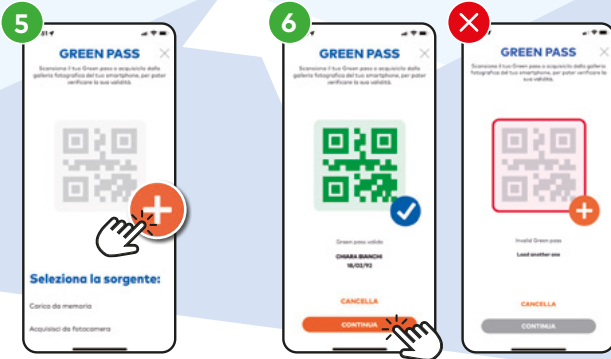 5
GREEN PASS
Scansiona il tuo Green pass o acquisiscilo dalla
galleria fotografica del tuo smartphone, per poter
verificare la sua validità.
Seleziona la sorgente:
Carica da memoria
Acquisisci da fotocamera
6
GREEN PASS
Scansiona il tuo Green pass o acquisiscilo dalla
galleria fotografica del tuo smartphone, per poter
verificare la sua validità.
Green pass valido
CHIARA BIANCHI
18/02/92
CANCELLA
CONTINUA
GREEN PASS
Scansiona il tuo Green pass o acquisiscilo dalla galleria
fotografica del tuo smartphone, per poter verificare la
sua validità.
Invalid Green pass
Load another one
CANCELLA
CONTINUA